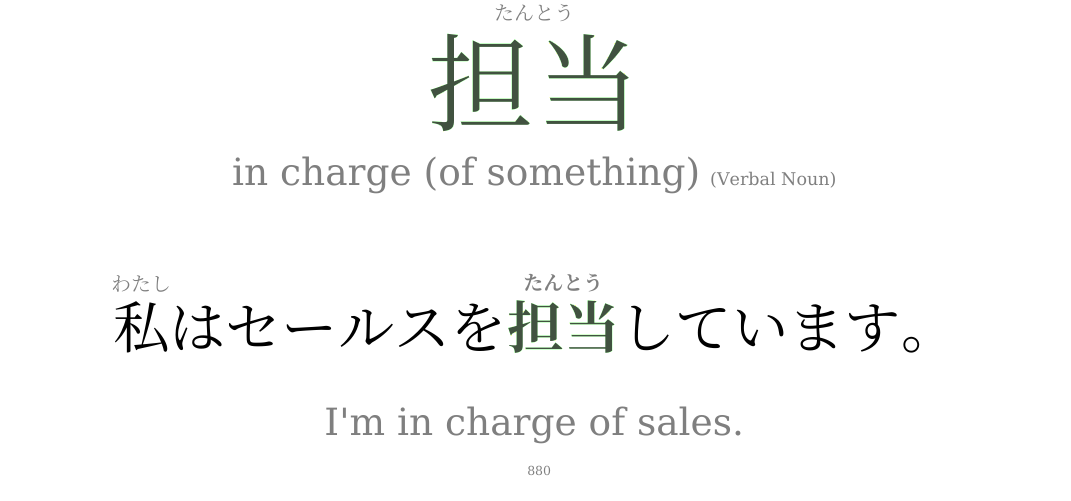 たんとう
担当
in charge (of something) (Verbal Noun)
わたし たんとう
私はセールスを担当しています。
I'm in charge of sales.
880